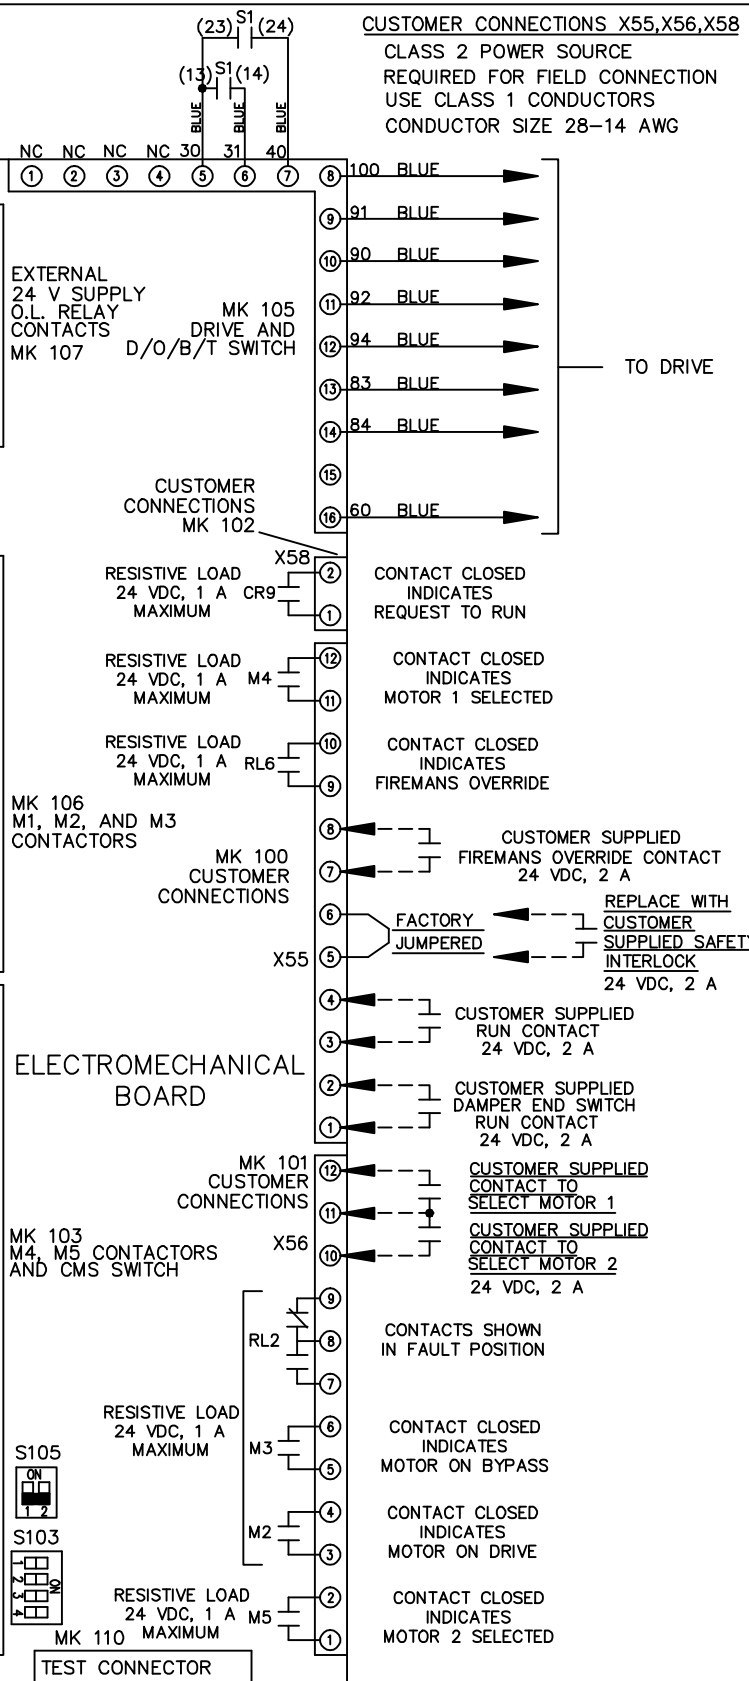 CUSTOMER CONNECTIONS X55,X56,X58
CLASS 2 POWER SOURCE
REQUIRED FOR FIELD CONNECTION
USE CLASS 1 CONDUCTORS
CONDUCTOR SIZE 28-14 AWG
(23) S1 (24)
(13) S1 (14)
BLUE BLUE BLUE
NC NC NC NC 30 31 40
1 2 3 4 5 6 7
8 100 BLUE
9 91 BLUE
10 90 BLUE
11 92 BLUE
12 94 BLUE
13 83 BLUE
14 84 BLUE
15
16 60 BLUE
TO DRIVE
EXTERNAL
24 V SUPPLY
O.L. RELAY
CONTACTS
MK 107
MK 105
DRIVE AND
D/O/B/T SWITCH
CUSTOMER
CONNECTIONS
MK 102
X58
RESISTIVE LOAD
24 VDC, 1 A
MAXIMUM
CR9
2
1
CONTACT CLOSED
INDICATES
REQUEST TO RUN
RESISTIVE LOAD
24 VDC, 1 A
MAXIMUM
M4
12
11
CONTACT CLOSED
INDICATES
MOTOR 1 SELECTED
RESISTIVE LOAD
24 VDC, 1 A
MAXIMUM
RL6
10
9
CONTACT CLOSED
INDICATES
FIREMANS OVERRIDE
MK 106
M1, M2, AND M3
CONTACTORS
MK 100
CUSTOMER
CONNECTIONS
8
7
CUSTOMER SUPPLIED
FIREMANS OVERRIDE CONTACT
24 VDC, 2 A
X55
6
5
FACTORY
JUMPERED
REPLACE WITH
CUSTOMER
SUPPLIED SAFETY
INTERLOCK
24 VDC, 2 A
4
3
CUSTOMER SUPPLIED
RUN CONTACT
24 VDC, 2 A
ELECTROMECHANICAL
BOARD
2
1
CUSTOMER SUPPLIED
DAMPER END SWITCH
RUN CONTACT
24 VDC, 2 A
MK 101
CUSTOMER
CONNECTIONS
X56
12
11
10
CUSTOMER SUPPLIED
CONTACT TO
SELECT MOTOR 1
CUSTOMER SUPPLIED
CONTACT TO
SELECT MOTOR 2
24 VDC, 2 A
MK 103
M4, M5 CONTACTORS
AND CMS SWITCH
RL2
9
8
7
CONTACTS SHOWN
IN FAULT POSITION
RESISTIVE LOAD
24 VDC, 1 A
MAXIMUM
M3
6
5
CONTACT CLOSED
INDICATES
MOTOR ON BYPASS
M2
4
3
CONTACT CLOSED
INDICATES
MOTOR ON DRIVE
S105
ON
1 2
S103
1
2
3
4
ON
RESISTIVE LOAD
24 VDC, 1 A
MAXIMUM
M5
2
1
CONTACT CLOSED
INDICATES
MOTOR 2 SELECTED
MK 110
TEST CONNECTOR